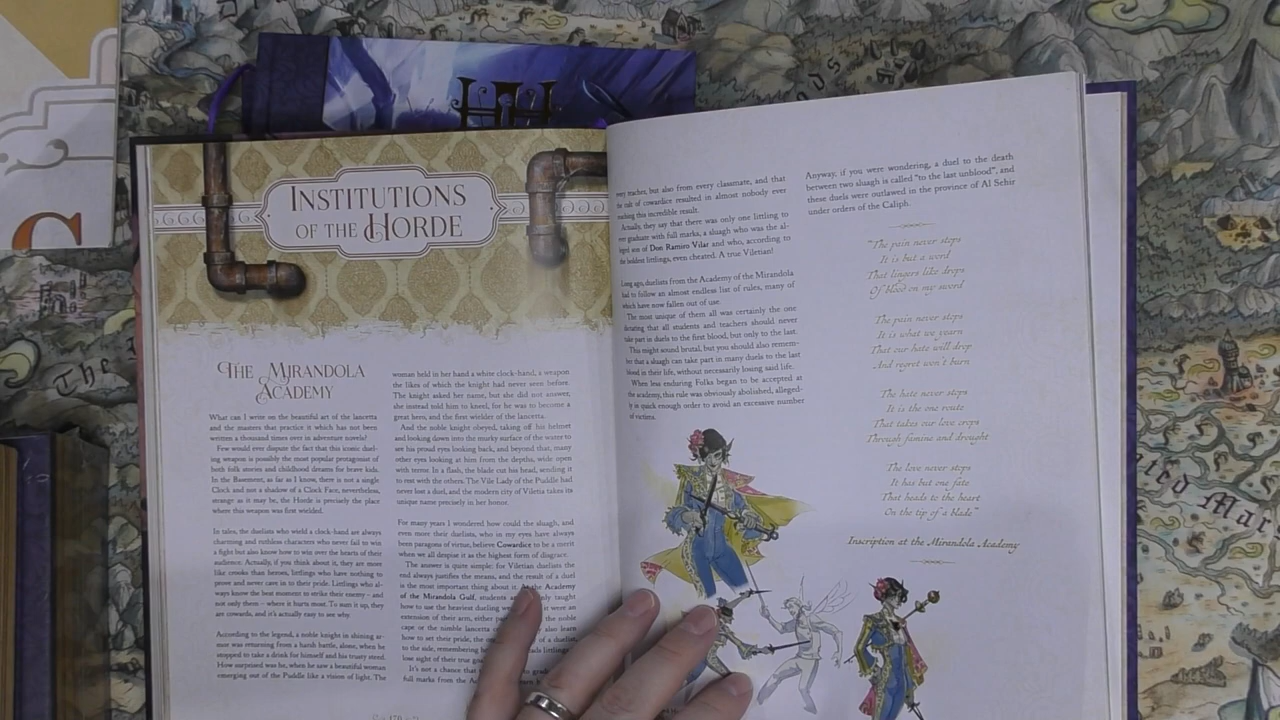 INSTITUTIONS
OF THE HORDE
THE MIRANDOLA
ACADEMY
What can I write on the beautiful art of the lancetta
and the masters that practice it which has not been
written a thousand times over in adventure novels?
Few would ever dispute the fact that this iconic duel-
ing weapon is possibly the most popular protagonist of
both folk stories and childhood dreams for brave kids.
In the Basement, as far as I know, there is not a single
Clock and not a shadow of a Clock Face, nevertheless,
strange as it may be, the Horde is precisely the place
where this weapon was first wielded.
In tales, the duelists who wield a clock-hand are always
charming and ruthless characters who never fail to win
a fight but also know how to win over the hearts of their
audience. Actually, if you think about it, they are more
like crooks than heroes, littlings who have nothing to
prove and never cave in to their pride. Littlings who al-
ways know the best moment to strike their enemy – and
not only them – where it hurts most. To sum it up, they
are cowards, and it's actually easy to see why.
According to the legend, a noble knight in shining ar-
mor was returning from a harsh battle, alone, when he
stopped to take a drink for himself and his trusty steed.
How surprised was he, when he saw a beautiful woman
emerging out of the Puddle like a vision of light. The
woman held in her hand a white clock-hand, a weapon
the likes of which the knight had never seen before.
The knight asked her name, but she did not answer,
she instead told him to kneel, for he was to become a
great hero, and the first wielder of the lancetta.
And the noble knight obeyed, taking off his helmet
and looking down into the murky surface of the water to
see his proud eyes looking back, and beyond that, many
other eyes looking at him from the depths, wide open
with terror. In a flash, the blade cut his head, sending it
to rest with the others. The Vile Lady of the Puddle had
never lost a duel, and the modern city of Viletia takes its
unique name precisely in her honor.
For many years I wondered how could the sluagh, and
even more their duelists, who in my eyes have always
been paragons of virtue, believe Cowardice to be a merit
when we all despise it as the highest form of disgrace.
The answer is quite simple: for Viletian duelists the
end always justifies the means, and the result of a duel
is the most important thing about it. At the Academy
of the Mirandola Gulf, students are only taught
how to use the heaviest dueling we it were an
extension of their arm, either pa the noble
cape or the nimble lancetta c y also learn
how to set their pride, the on y of a duelist,
to the side, remembering he ads littlings
lose sight of their true goa
It's not a chance that gradu
full marks from the Ac
every teacher, but also from every classmate, and that
the cult of cowardice resulted in almost nobody ever
reaching this incredible result.
Actually, they say that there was only one littling to
ever graduate with full marks, a sluagh who was the al-
leged son of Don Ramiro Vilar and who, according to
the boldest littlings, even cheated. A true Viletian!
Long ago, duelists from the Academy of the Mirandola
had to follow an almost endless list of rules, many of
which have now fallen out of use.
The most unique of them all was certainly the one
dictating that all students and teachers should never
take part in duels to the first blood, but only to the last.
This might sound brutal, but you should also remem-
ber that a sluagh can take part in many duels to the last
blood in their life, without necessarily losing said life.
When less enduring Folks began to be accepted at
the academy, this rule was obviously abolished, alleged-
ly in quick enough order to avoid an excessive number
of victims.
Anyway, if you were wondering, a duel to the death
between two sluagh is called "to the last unblood", and
these duels were outlawed in the province of Al Sehir
under orders of the Caliph.
"The pain never stops
It is but a word
That lingers like drops
Of blood on my sword
The pain never stops
It is what we yearn
That our hate will drop
And regret won't burn
The hate never stops
It is the one route
That takes our love crops
Through famine and drought
The love never stops
It has but one fate
That heads to the heart
On the tip of a blade"
Inscription at the Mirandola Academy